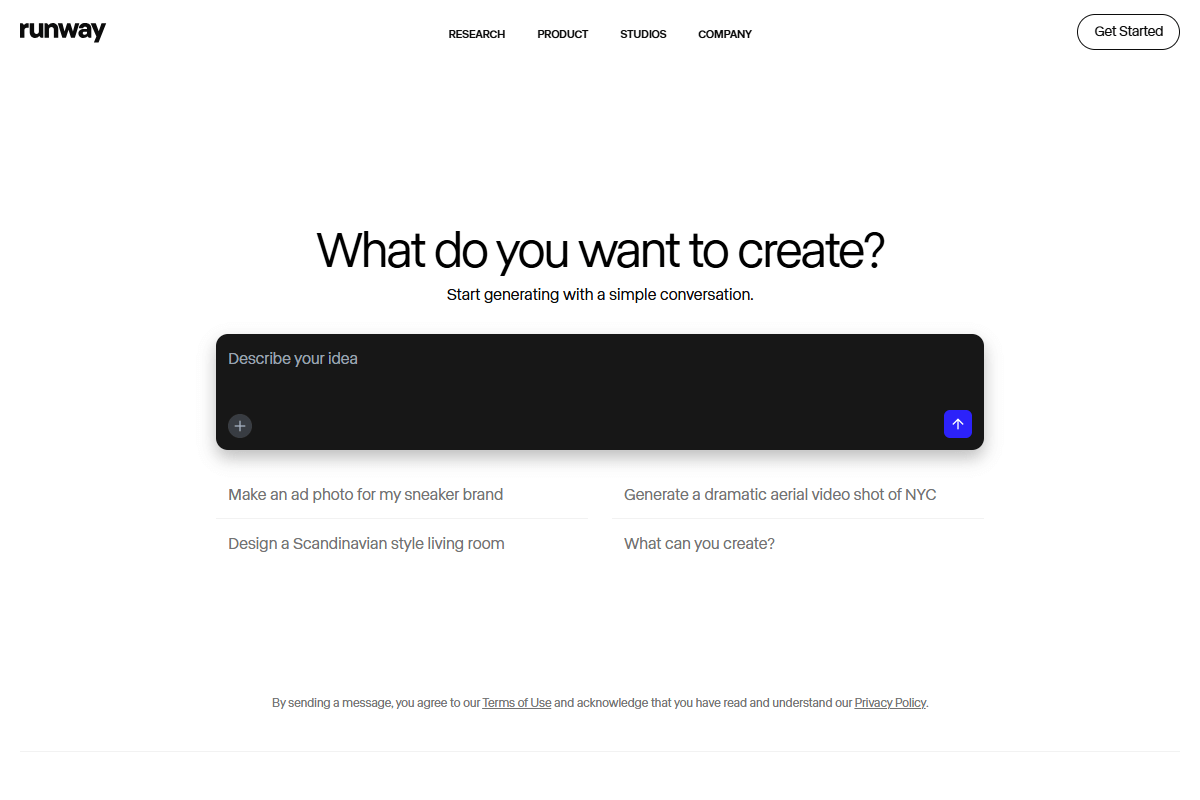 runway
RESEARCH PRODUCT STUDIOS COMPANY
Get Started
What do you want to create?
Start generating with a simple conversation.
Describe your idea
Make an ad photo for my sneaker brand
Generate a dramatic aerial video shot of NYC
Design a Scandinavian style living room
What can you create?
By sending a message, you agree to our Terms of Use and acknowledge that you have read and understand our Privacy Policy.